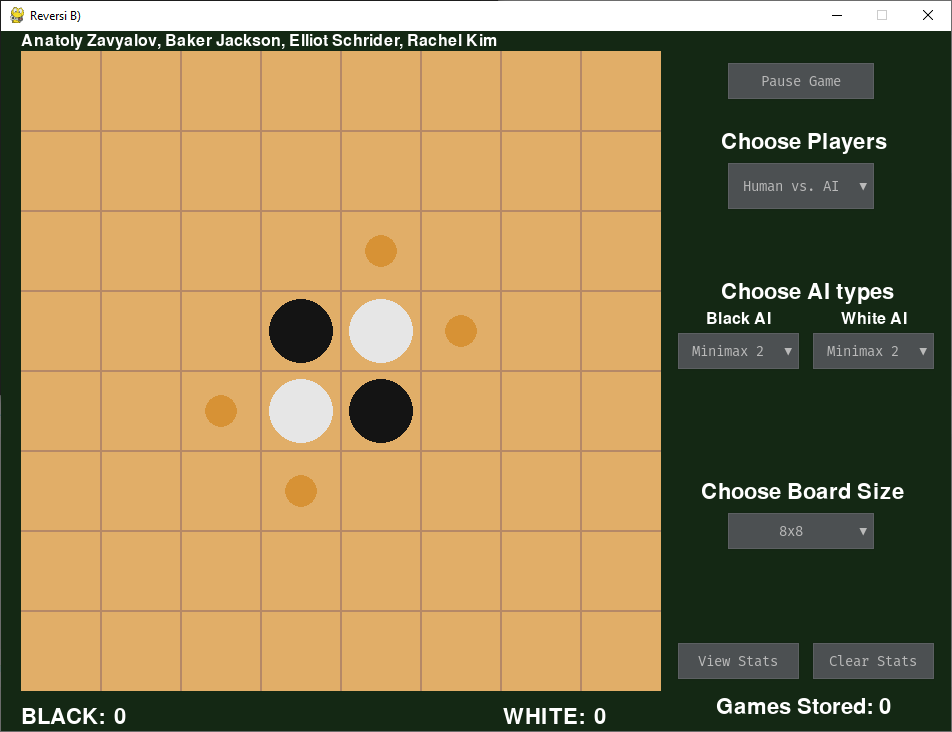 Reversi B)
Anatoly Zavyalov, Baker Jackson, Elliot Schrider, Rachel Kim
Pause Game
Choose Players
Human vs. AI
Choose AI types
Black AI White AI
Minimax 2 Minimax 2
Choose Board Size
8x8
View Stats Clear Stats
Games Stored: 0
BLACK: 0 WHITE: 0